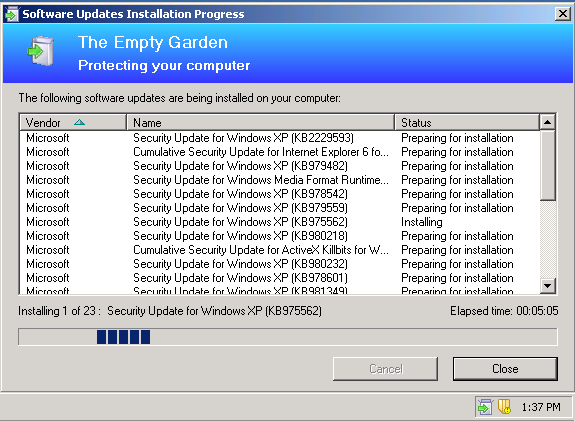 Software Updates Installation Progress
The Empty Garden
Protecting your computer
The following software updates are being installed on your computer:
Vendor Name Status
Microsoft Security Update for Windows XP (KB2229593) Preparing for installation
Microsoft Cumulative Security Update for Internet Explorer 6 fo... Preparing for installation
Microsoft Security Update for Windows XP (KB979482) Preparing for installation
Microsoft Security Update for Windows Media Format Runtime... Preparing for installation
Microsoft Security Update for Windows XP (KB978542) Preparing for installation
Microsoft Security Update for Windows XP (KB979559) Preparing for installation
Microsoft Security Update for Windows XP (KB975562) Installing
Microsoft Security Update for Windows XP (KB980218) Preparing for installation
Microsoft Cumulative Security Update for ActiveX Killbits for W... Preparing for installation
Microsoft Security Update for Windows XP (KB980232) Preparing for installation
Microsoft Security Update for Windows XP (KB978601) Preparing for installation
Microsoft Security Update for Windows XP (KB981349) Preparing for installation
Installing 1 of 23 : Security Update for Windows XP (KB975562) Elapsed time: 00:05:05
Cancel Close
1:37 PM